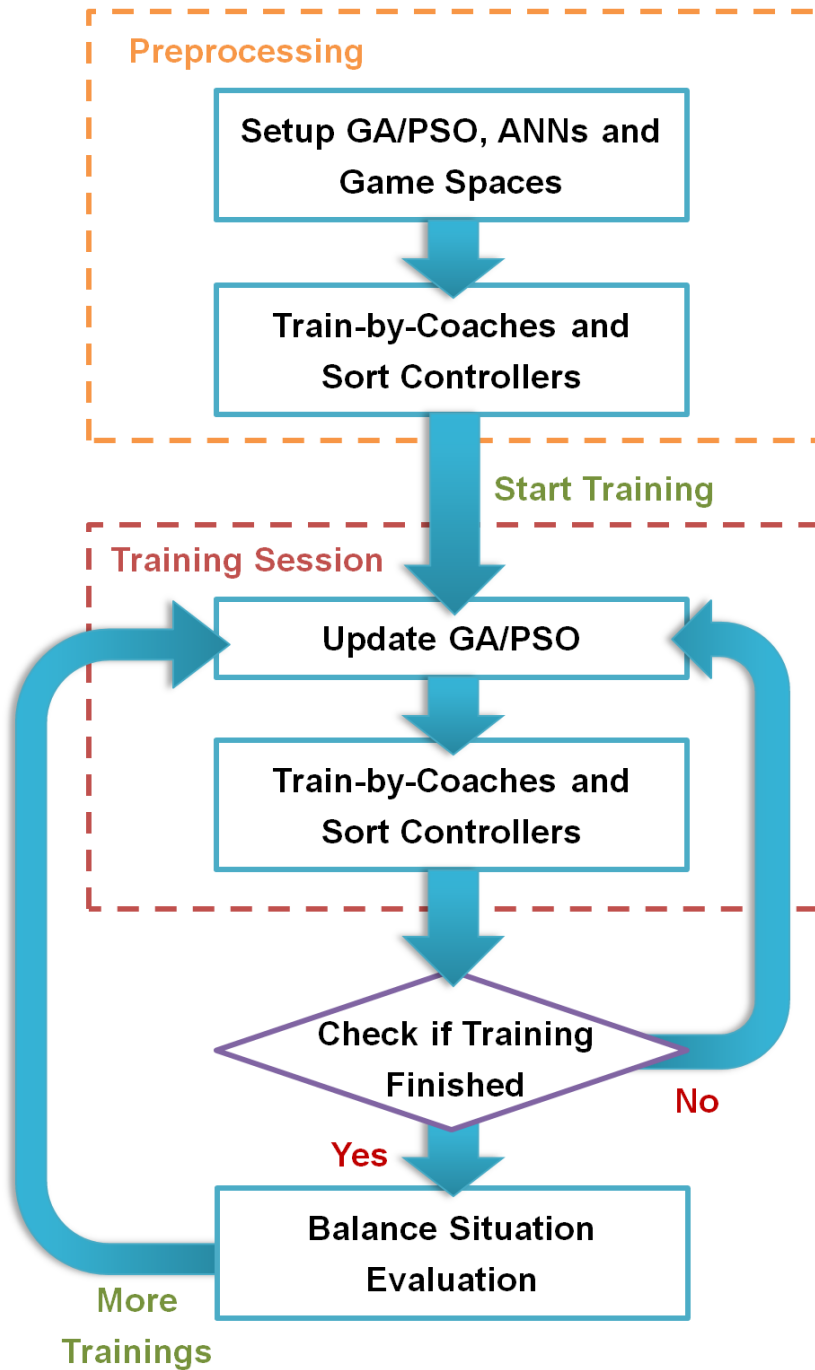 Preprocessing
Setup GA/PSO, ANNs and
Game Spaces
Train-by-Coaches and
Sort Controllers
Start Training
Training Session
Update GA/PSO
Train-by-Coaches and
Sort Controllers
Check if Training
Finished
No
Yes
Balance Situation
Evaluation
More
Trainings